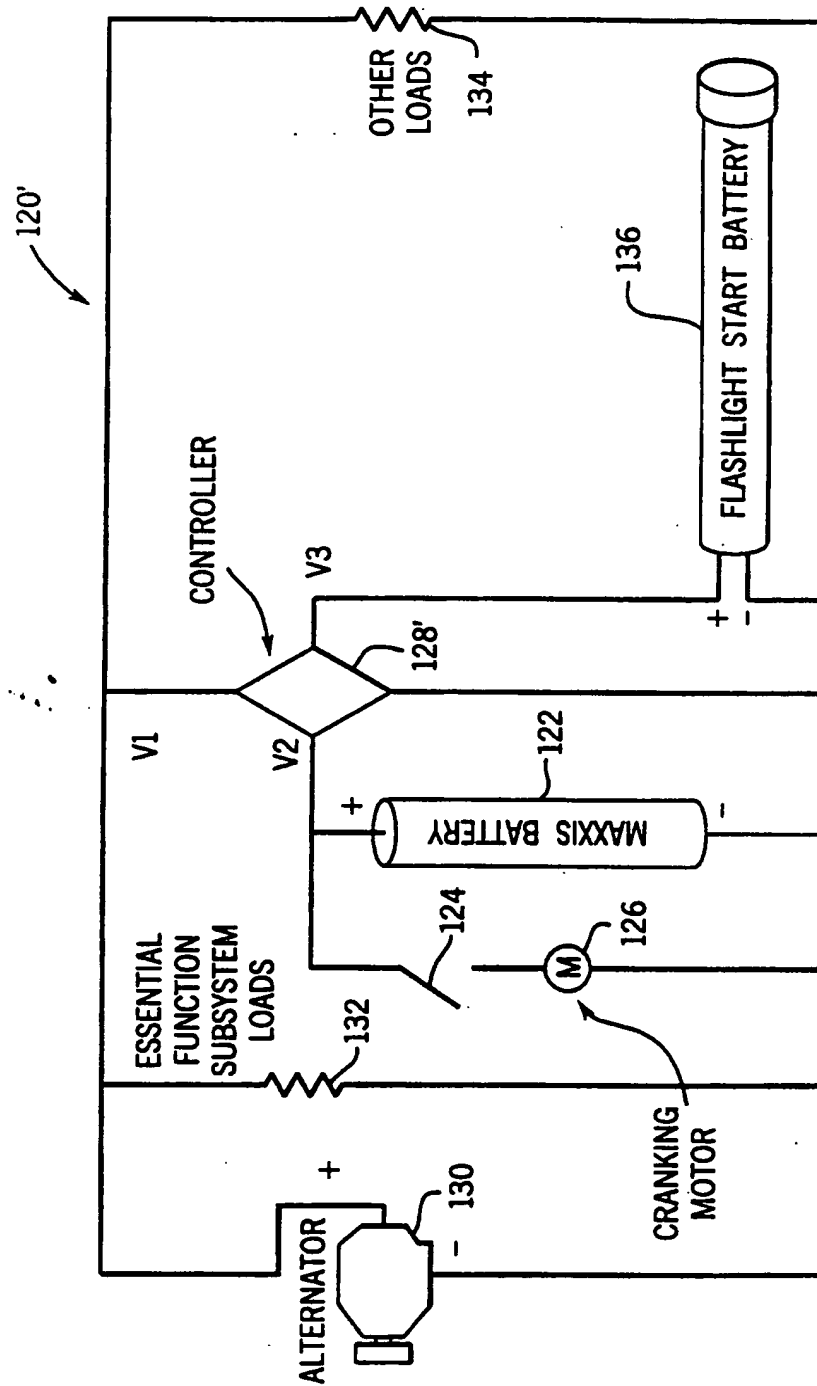 120'
CONTROLLER
V1
V2
V3
128'
ESSENTIAL
FUNCTION
SUBSYSTEM
LOADS
132
ALTERNATOR
+
-
130
124
M
126
CRANKING
MOTOR
+
MAXXIS BATTERY
-
122
+
-
FLASHLIGHT START BATTERY
136
OTHER
LOADS
134